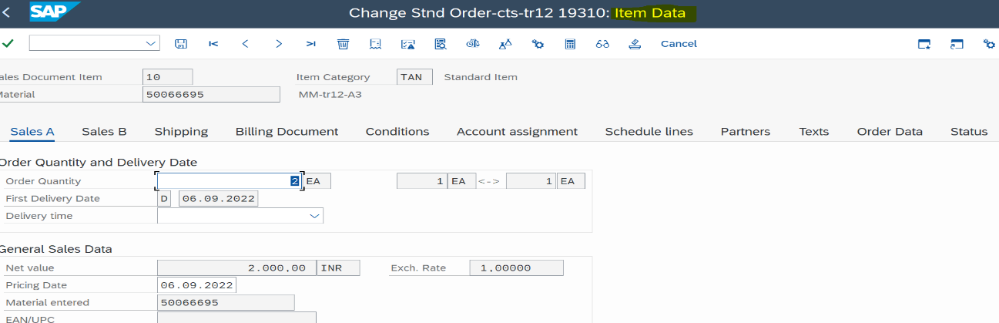 SAP Change Stnd Order-cts-tr12 19310: Item Data
Cancel
ales Document Item 10 Item Category TAN Standard Item
Material 50066695 MM-tr12-A3
Sales A Sales B Shipping Billing Document Conditions Account assignment Schedule lines Partners Texts Order Data Status
Order Quantity and Delivery Date
Order Quantity 2 EA 1 EA <-> 1 EA
First Delivery Date D 06.09.2022
Delivery time
General Sales Data
Net value 2.000,00 INR Exch. Rate 1,00000
Pricing Date 06.09.2022
Material entered 50066695
EAN/UPC